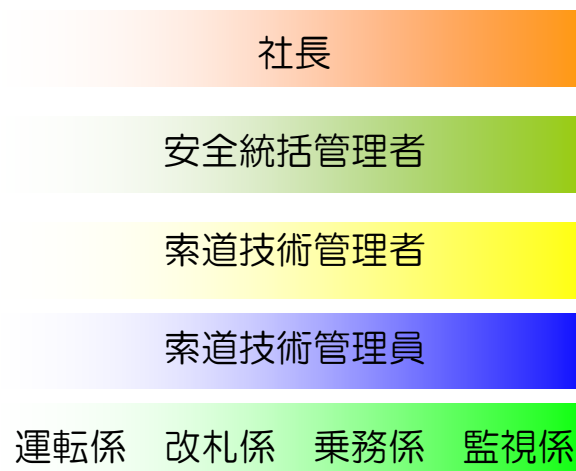 社長
安全統括管理者
索道技術管理者
索道技術管理員
運転係 改札係 乗務係 監視係